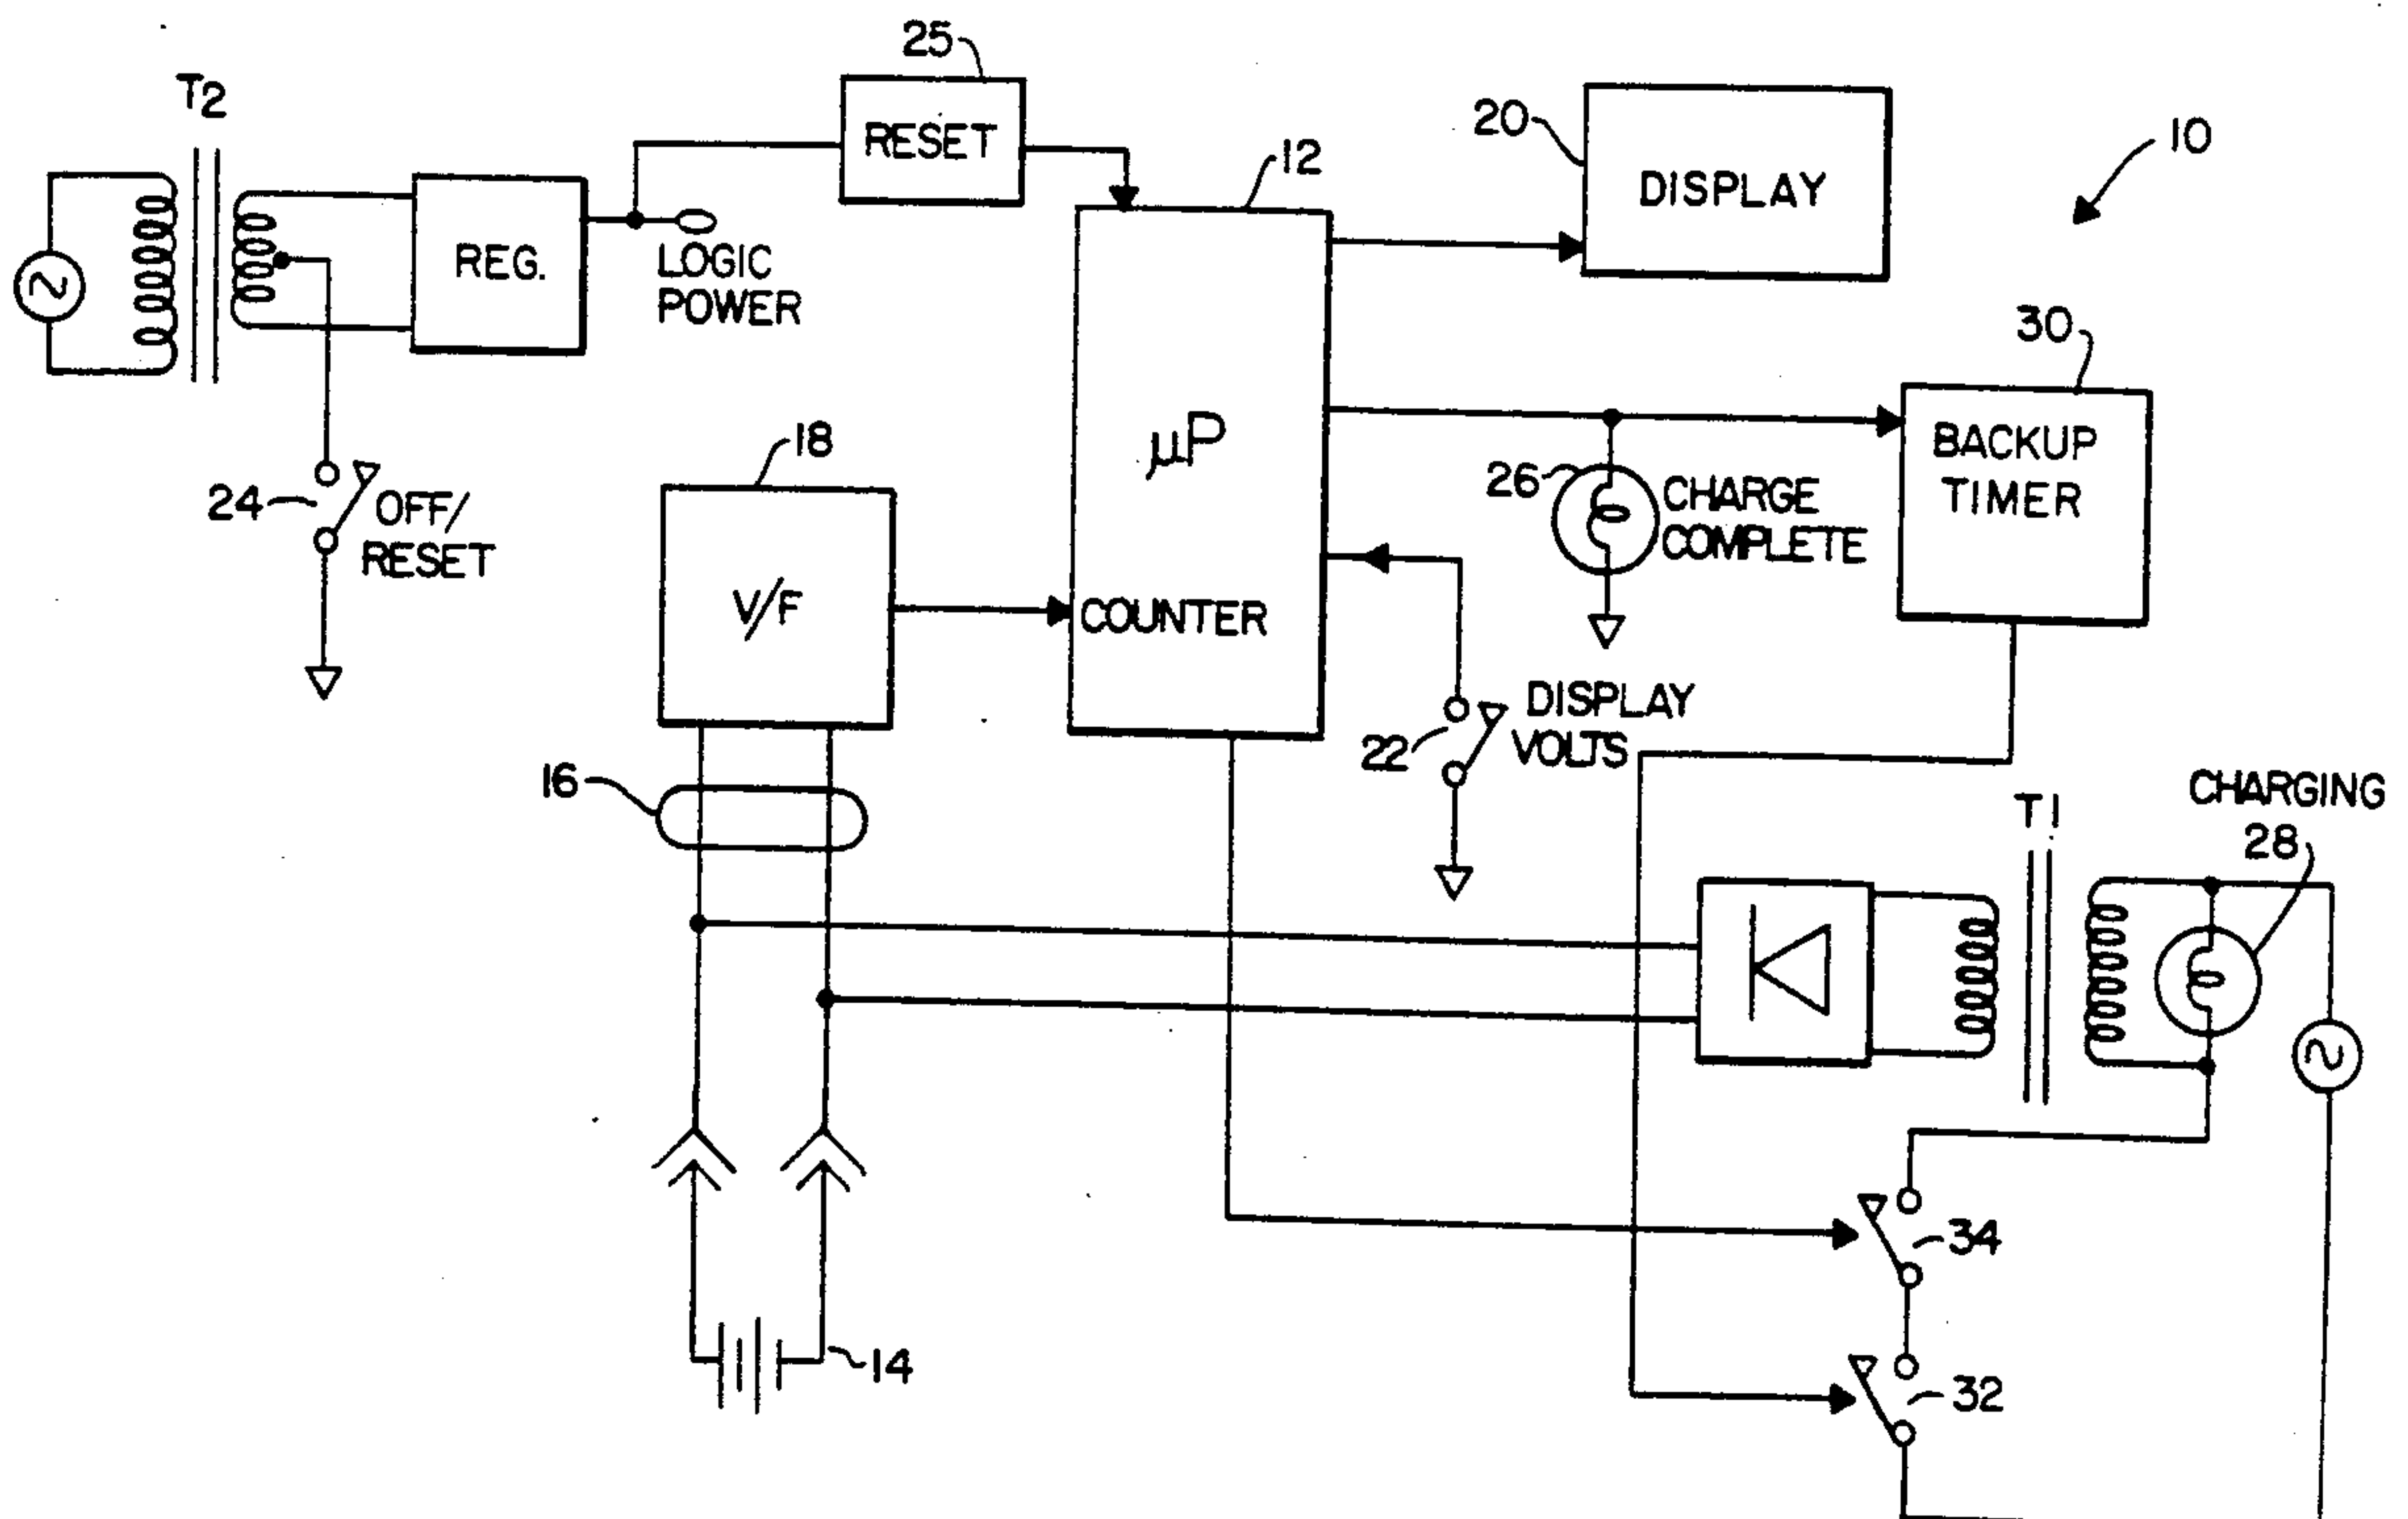 25
T2
RESET
20
DISPLAY
10
12
REG.
LOGIC
POWER
30
BACKUP
TIMER
18
μP
24
OFF/
RESET
26
CHARGE
COMPLETE
V/F
COUNTER
22
DISPLAY
VOLTS
16
T1
CHARGING
28
34
14
32